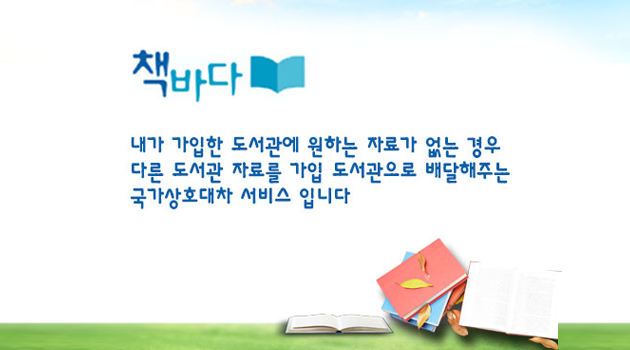 책바다
내가 가입한 도서관에 원하는 자료가 없는 경우
다른 도서관 자료를 가입 도서관으로 배달해주는
국가상호대차 서비스 입니다